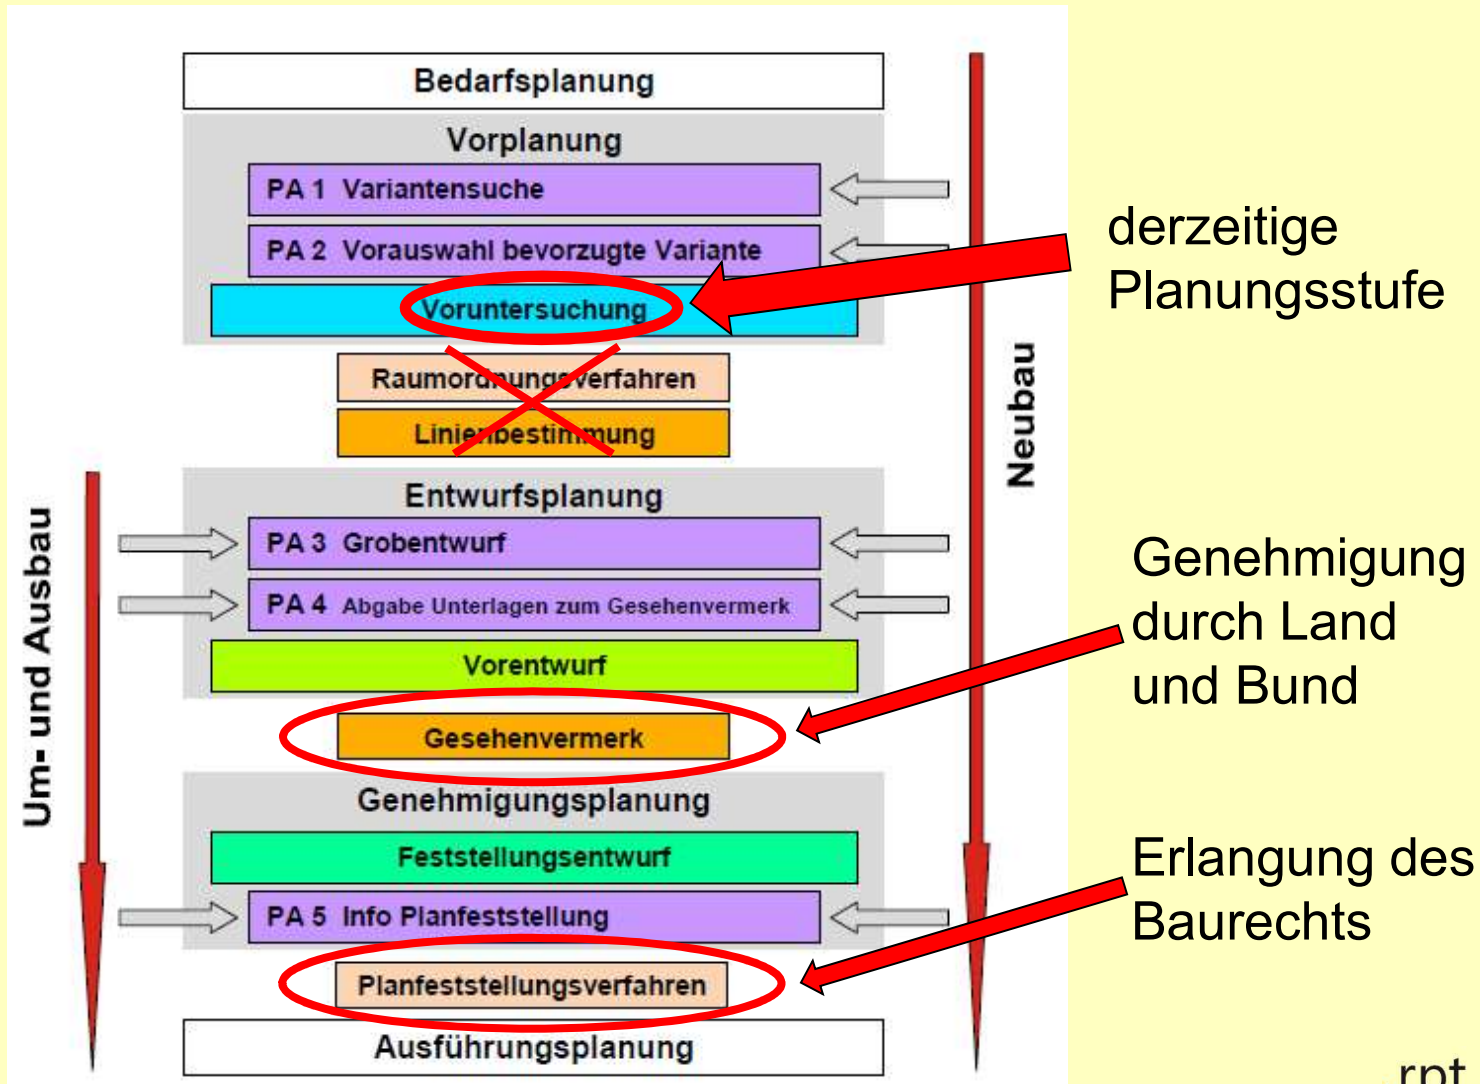 Bedarfsplanung
Vorplanung
PA 1 Variantensuche
PA 2 Vorauswahl bevorzugte Variante
Voruntersuchung
derzeitige
Planungsstufe
Raumordnungsverfahren
Linienbestimmung
Neubau
Um- und Ausbau
Entwurfsplanung
PA 3 Grobentwurf
PA 4 Abgabe Unterlagen zum Gesehenvermerk
Vorentwurf
Gesehenvermerk
Genehmigung
durch Land
und Bund
Genehmigungsplanung
Feststellungsentwurf
PA 5 Info Planfeststellung
Planfeststellungsverfahren
Erlangung des
Baurechts
Ausführungsplanung
rpt